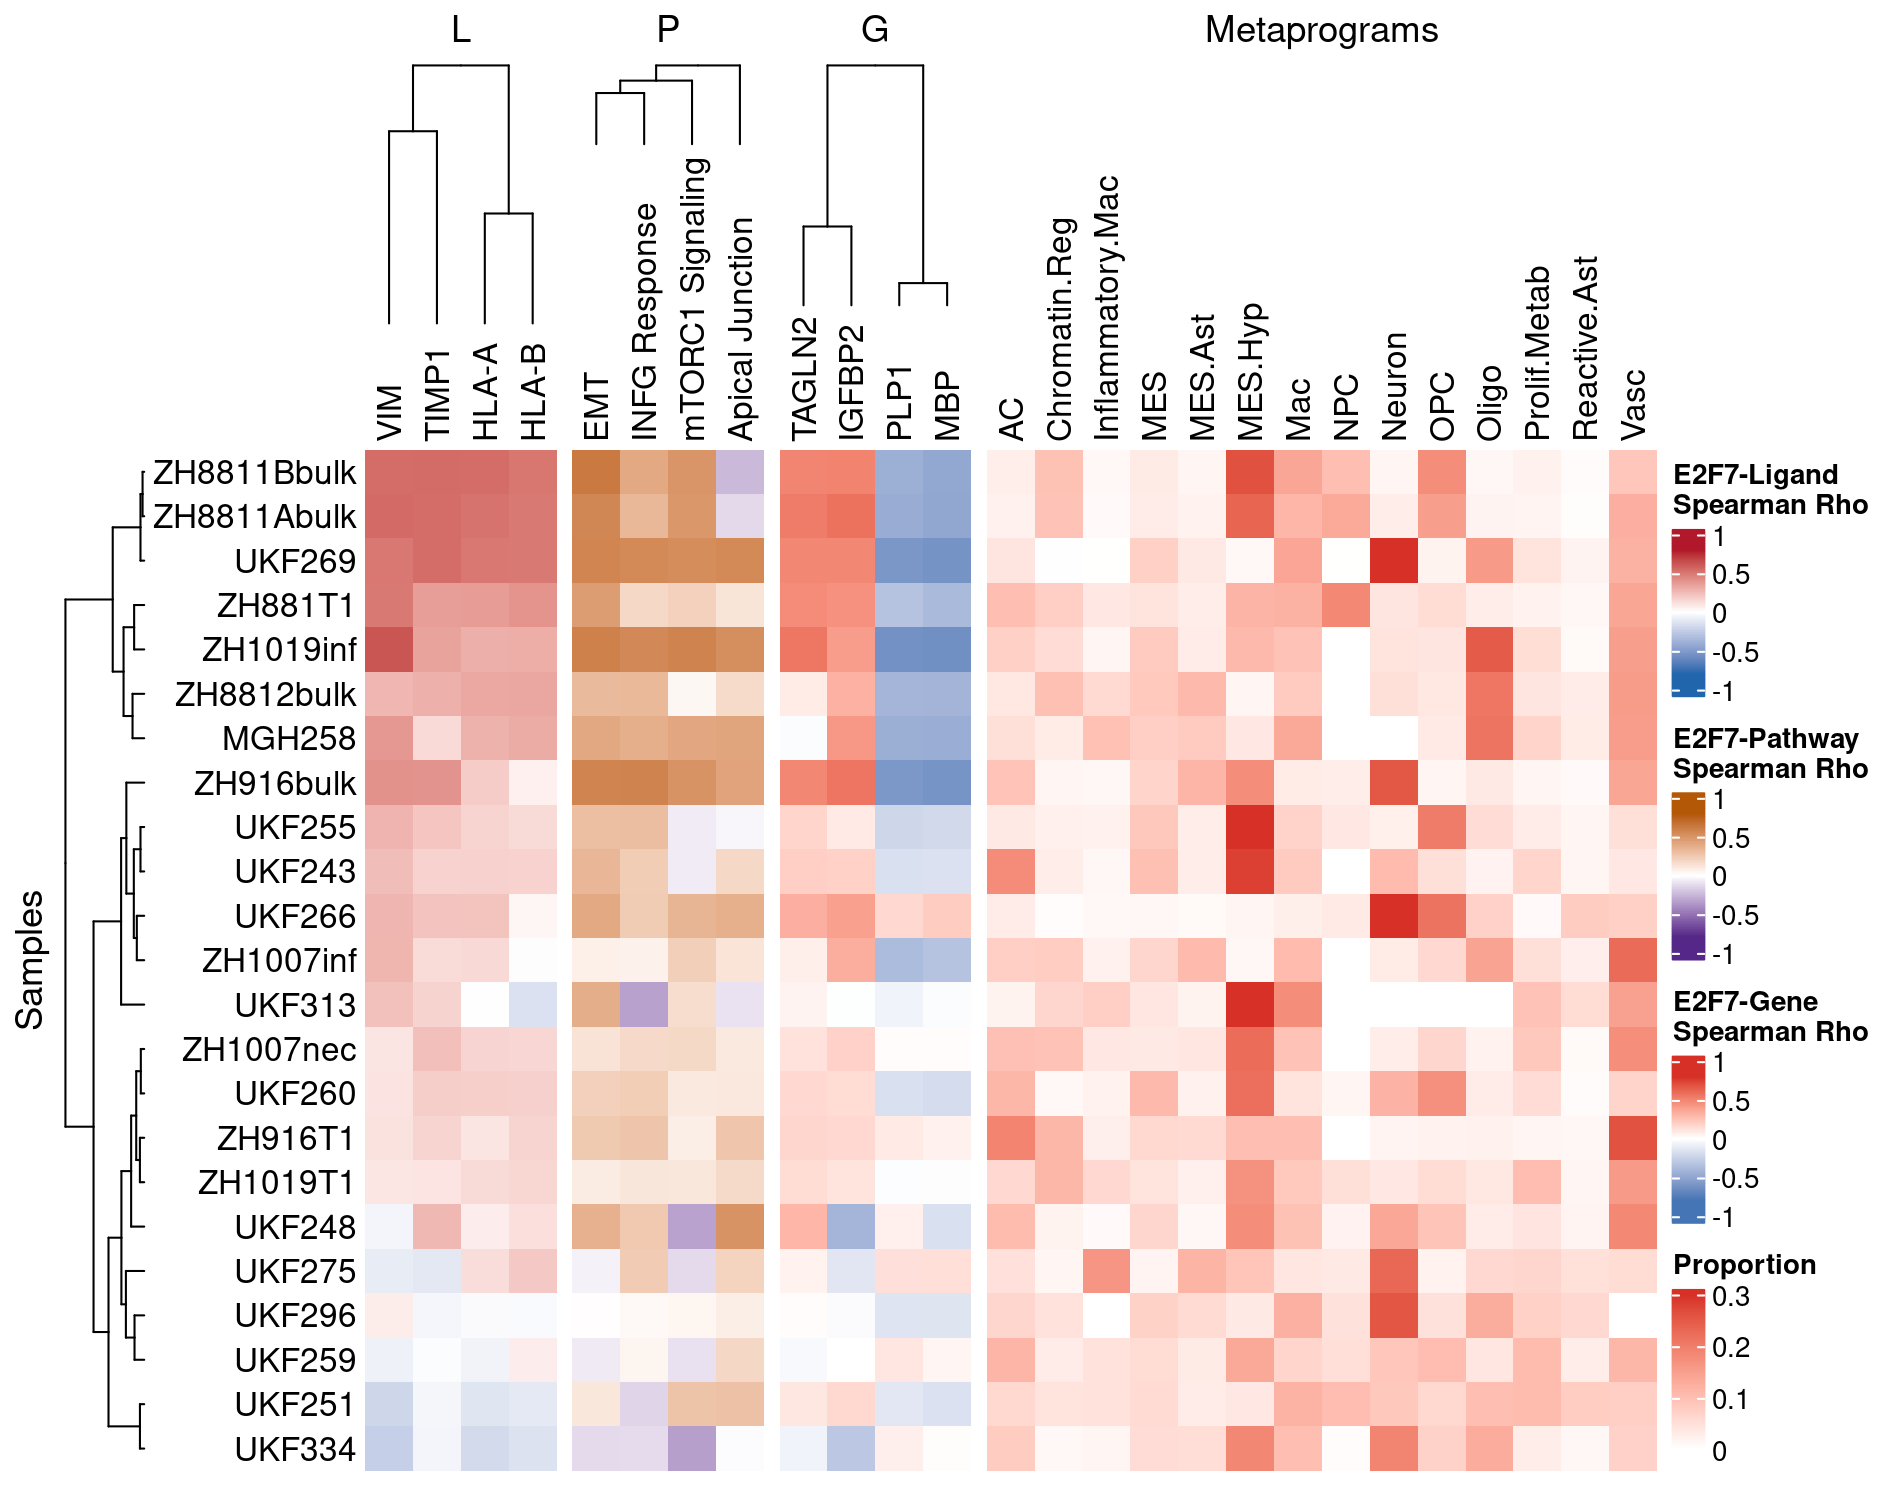 L
P
G
Metaprograms
VIM
TIMP1
HLA-A
HLA-B
EMT
INFG Response
mTORC1 Signaling
Apical Junction
TAGLN2
IGFBP2
PLP1
MBP
AC
Chromatin.Reg
Inflammatory.Mac
MES
MES.Ast
MES.Hyp
Mac
NPC
Neuron
OPC
Oligo
Prolif.Metab
Reactive.Ast
Vasc
Samples
ZH8811Bbulk
ZH8811Abulk
UKF269
ZH881T1
ZH1019inf
ZH8812bulk
MGH258
ZH916bulk
UKF255
UKF243
UKF266
ZH1007inf
UKF313
ZH1007nec
UKF260
ZH916T1
ZH1019T1
UKF248
UKF275
UKF296
UKF259
UKF251
UKF334
E2F7-Ligand
Spearman Rho
1
0.5
0
-0.5
-1
E2F7-Pathway
Spearman Rho
1
0.5
0
-0.5
-1
E2F7-Gene
Spearman Rho
1
0.5
0
-0.5
-1
Proportion
0.3
0.2
0.1
0